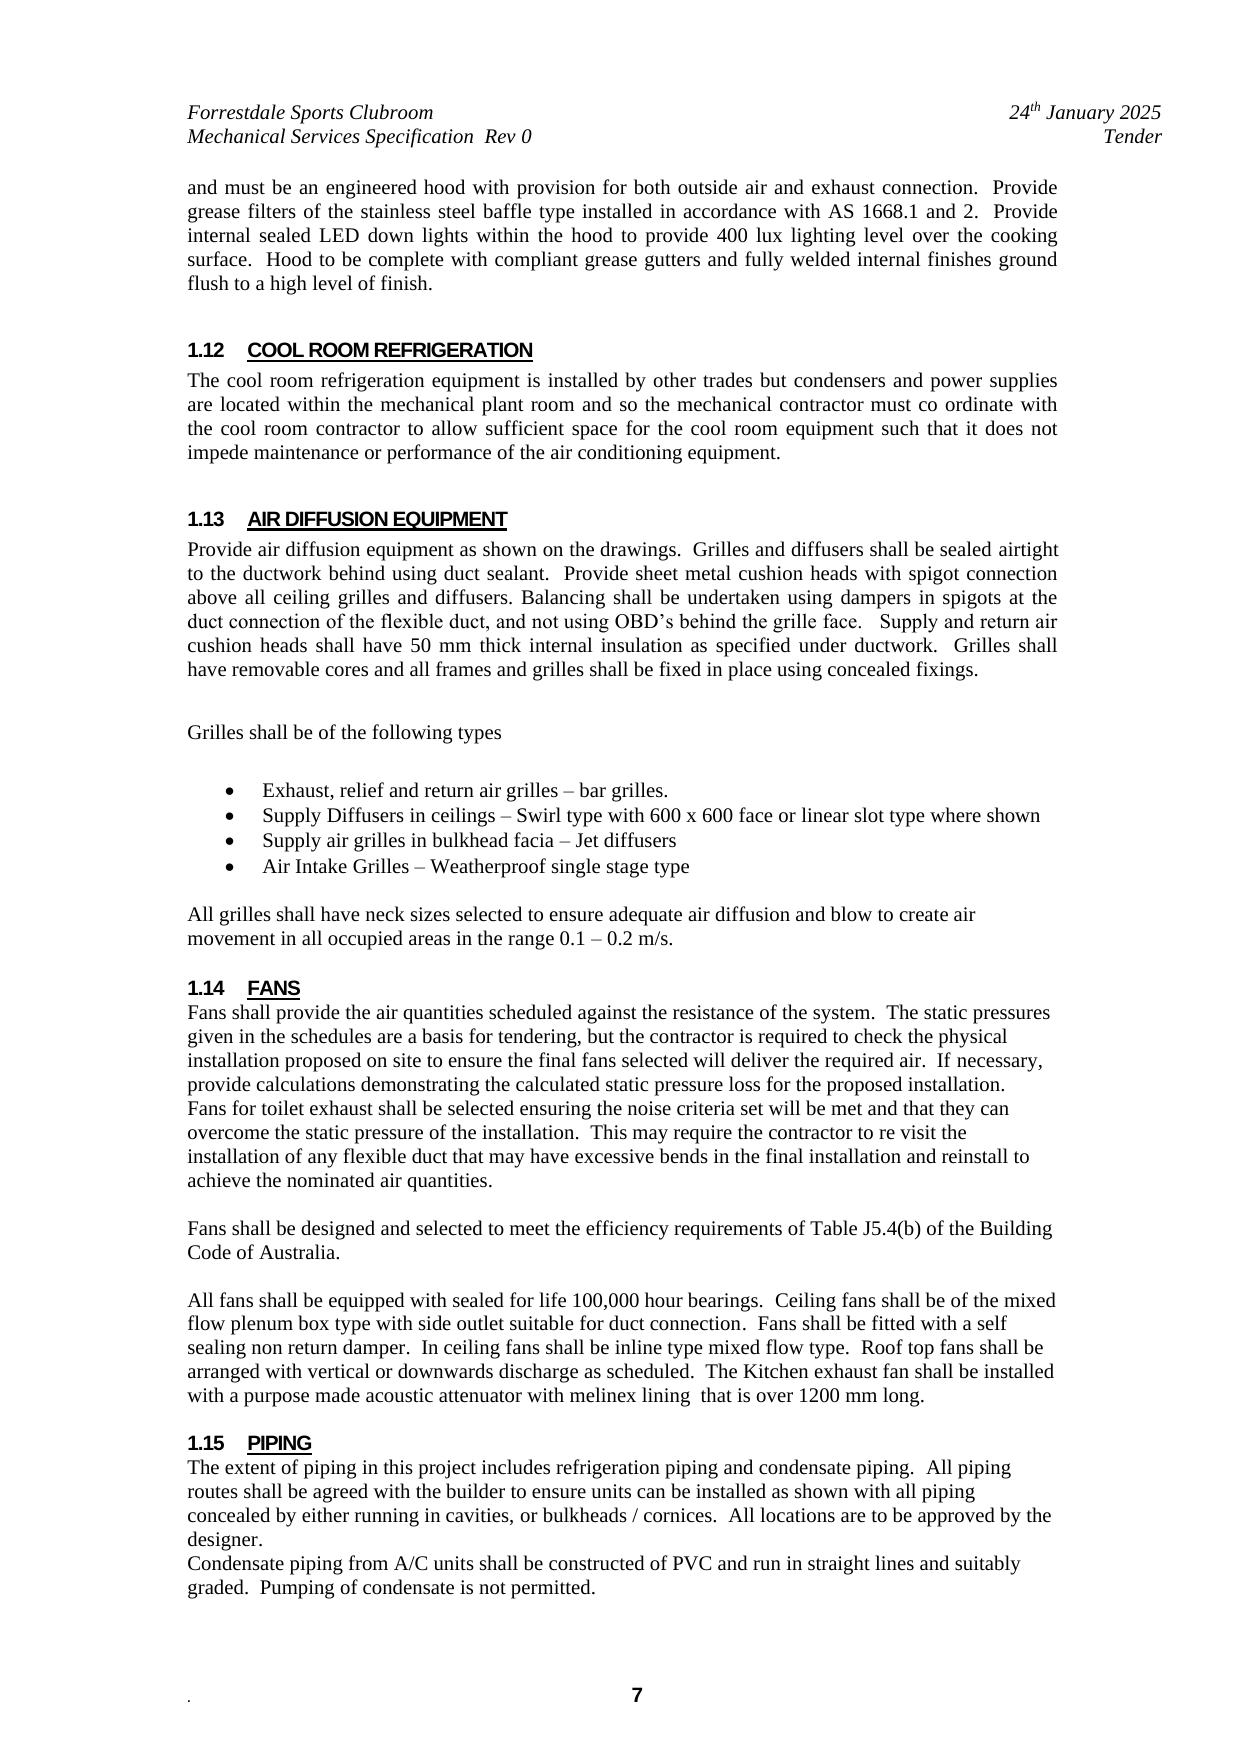 Forrestdale Sports Clubroom 24th January 2025
Mechanical Services Specification Rev 0 Tender
and must be an engineered hood with provision for both outside air and exhaust connection. Provide
grease filters of the stainless steel baffle type installed in accordance with AS 1668.1 and 2. Provide
internal sealed LED down lights within the hood to provide 400 lux lighting level over the cooking
surface. Hood to be complete with compliant grease gutters and fully welded internal finishes ground
flush to a high level of finish.
1.12 COOL ROOM REFRIGERATION
The cool room refrigeration equipment is installed by other trades but condensers and power supplies
are located within the mechanical plant room and so the mechanical contractor must co ordinate with
the cool room contractor to allow sufficient space for the cool room equipment such that it does not
impede maintenance or performance of the air conditioning equipment.
1.13 AIR DIFFUSION EQUIPMENT
Provide air diffusion equipment as shown on the drawings. Grilles and diffusers shall be sealed airtight
to the ductwork behind using duct sealant. Provide sheet metal cushion heads with spigot connection
above all ceiling grilles and diffusers. Balancing shall be undertaken using dampers in spigots at the
duct connection of the flexible duct, and not using OBD’s behind the grille face. Supply and return air
cushion heads shall have 50 mm thick internal insulation as specified under ductwork. Grilles shall
have removable cores and all frames and grilles shall be fixed in place using concealed fixings.
Grilles shall be of the following types
• Exhaust, relief and return air grilles – bar grilles.
• Supply Diffusers in ceilings – Swirl type with 600 x 600 face or linear slot type where shown
• Supply air grilles in bulkhead facia – Jet diffusers
• Air Intake Grilles – Weatherproof single stage type
All grilles shall have neck sizes selected to ensure adequate air diffusion and blow to create air
movement in all occupied areas in the range 0.1 – 0.2 m/s.
1.14 FANS
Fans shall provide the air quantities scheduled against the resistance of the system. The static pressures
given in the schedules are a basis for tendering, but the contractor is required to check the physical
installation proposed on site to ensure the final fans selected will deliver the required air. If necessary,
provide calculations demonstrating the calculated static pressure loss for the proposed installation.
Fans for toilet exhaust shall be selected ensuring the noise criteria set will be met and that they can
overcome the static pressure of the installation. This may require the contractor to re visit the
installation of any flexible duct that may have excessive bends in the final installation and reinstall to
achieve the nominated air quantities.
Fans shall be designed and selected to meet the efficiency requirements of Table J5.4(b) of the Building
Code of Australia.
All fans shall be equipped with sealed for life 100,000 hour bearings. Ceiling fans shall be of the mixed
flow plenum box type with side outlet suitable for duct connection. Fans shall be fitted with a self
sealing non return damper. In ceiling fans shall be inline type mixed flow type. Roof top fans shall be
arranged with vertical or downwards discharge as scheduled. The Kitchen exhaust fan shall be installed
with a purpose made acoustic attenuator with melinex lining that is over 1200 mm long.
1.15 PIPING
The extent of piping in this project includes refrigeration piping and condensate piping. All piping
routes shall be agreed with the builder to ensure units can be installed as shown with all piping
concealed by either running in cavities, or bulkheads / cornices. All locations are to be approved by the
designer.
Condensate piping from A/C units shall be constructed of PVC and run in straight lines and suitably
graded. Pumping of condensate is not permitted.
. 7